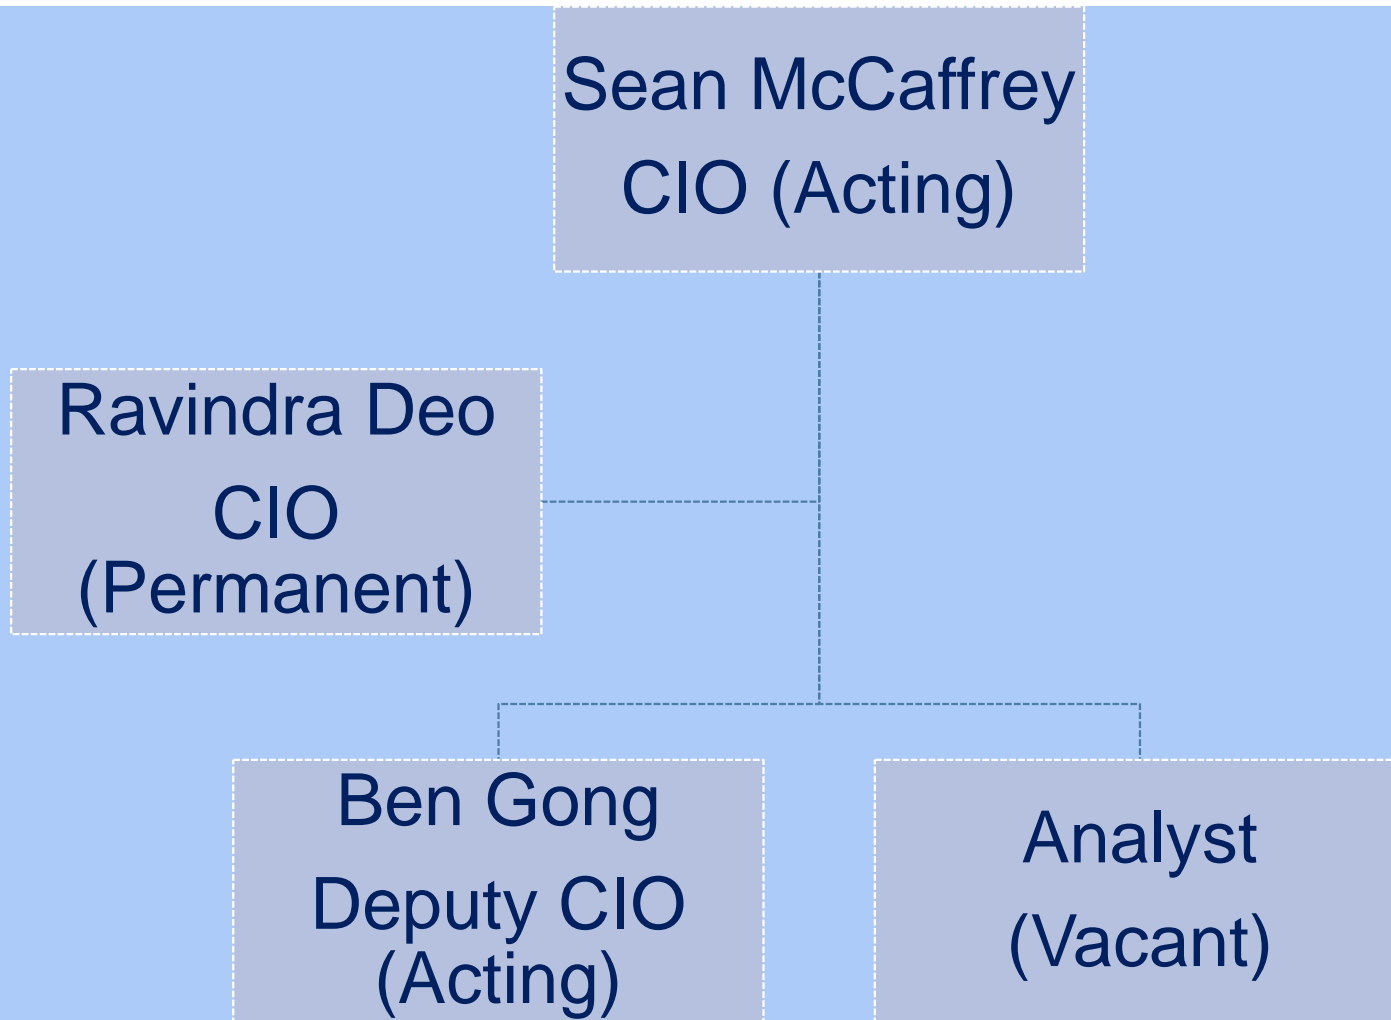 Sean McCaffrey
CIO (Acting)
Ravindra Deo
CIO
(Permanent)
Ben Gong
Deputy CIO
(Acting)
Analyst
(Vacant)